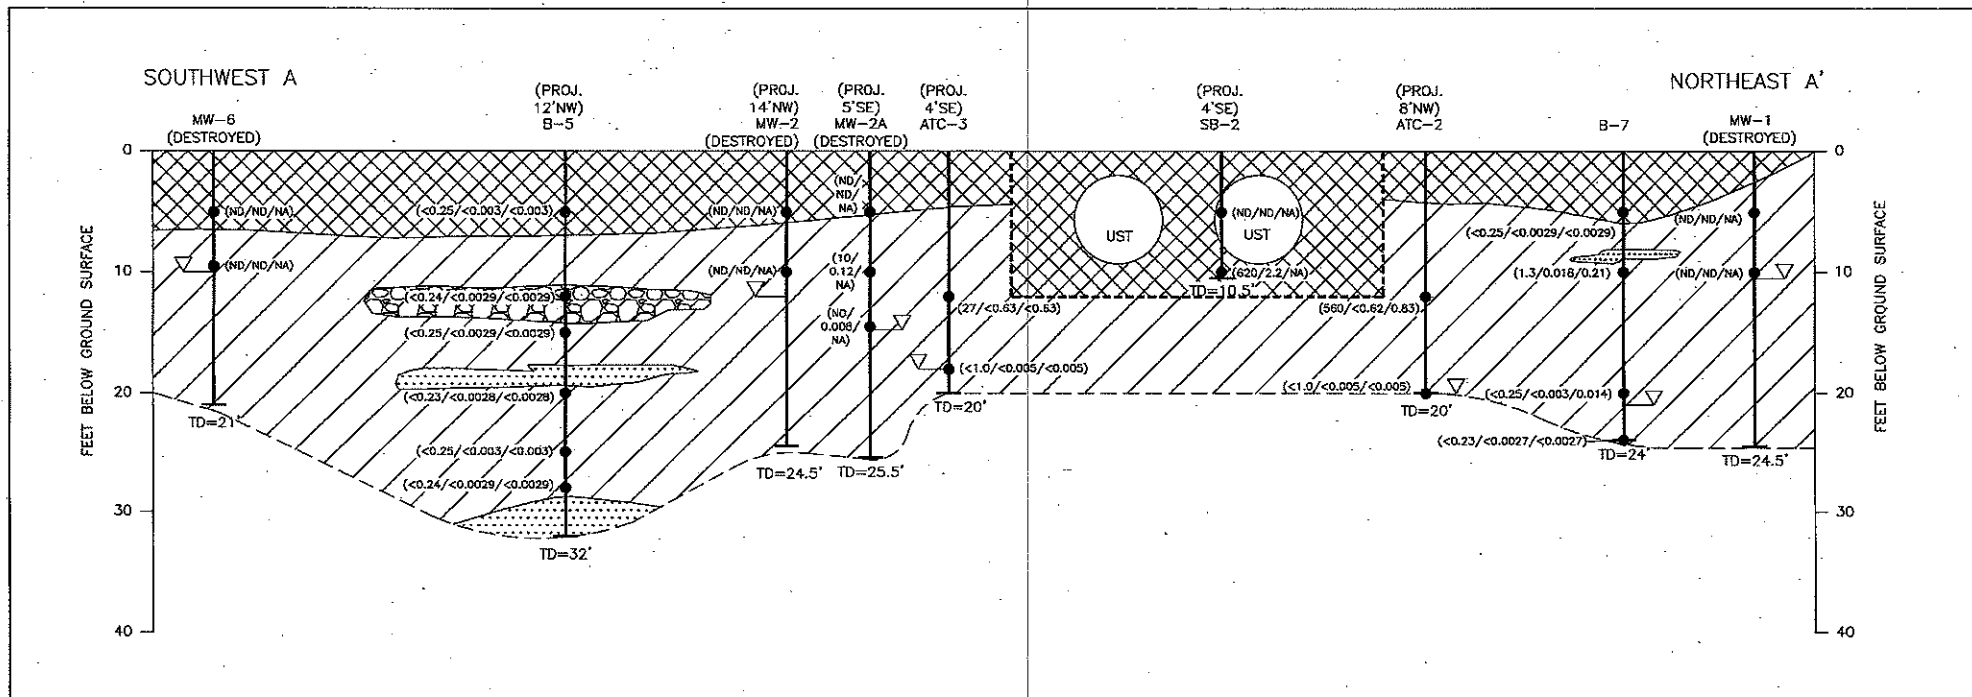 SOUTHWEST A
NORTHEAST A'
MW-6
(DESTROYED)
(PROJ.
12'NW)
B-5
(PROJ.
14'NW)
MW-2
(DESTROYED)
(PROJ.
5'SE)
MW-2A
(DESTROYED)
(PROJ.
4'SE)
ATC-3
(PROJ.
4'SE)
SB-2
(PROJ.
8'NW)
ATC-2
B-7
MW-1
(DESTROYED)
0
10
20
30
40
FEET BELOW GROUND SURFACE
(ND/ND/NA)
(ND/ND/NA)
TD=21'
(<0.25/<0.003/<0.003)
(<0.24/<0.0029/<0.0029)
(<0.25/<0.0029/<0.0029)
(<0.23/<0.0028/<0.0028)
(<0.25/<0.003/<0.003)
(<0.24/<0.0029/<0.0029)
TD=32'
(ND/ND/NA)
(ND/ND/NA)
TD=24.5'
(ND/
ND/
NA)
(10/
0.12/
NA)
(ND/
0.008/
NA)
TD=25.5'
(27/<0.63/<0.63)
(<1.0/<0.005/<0.005)
TD=20'
UST
UST
(ND/ND/NA)
(620/2.2/NA)
TD=10.5'
(560/<0.62/0.83)
(<1.0/<0.005/<0.005)
TD=20'
(<0.25/<0.0029/<0.0029)
(1.3/0.018/0.21)
(<0.25/<0.003/0.014)
(<0.23/<0.0027/<0.0027)
TD=24'
(ND/ND/NA)
(ND/ND/NA)
TD=24.5'
0
10
20
30
40
FEET BELOW GROUND SURFACE